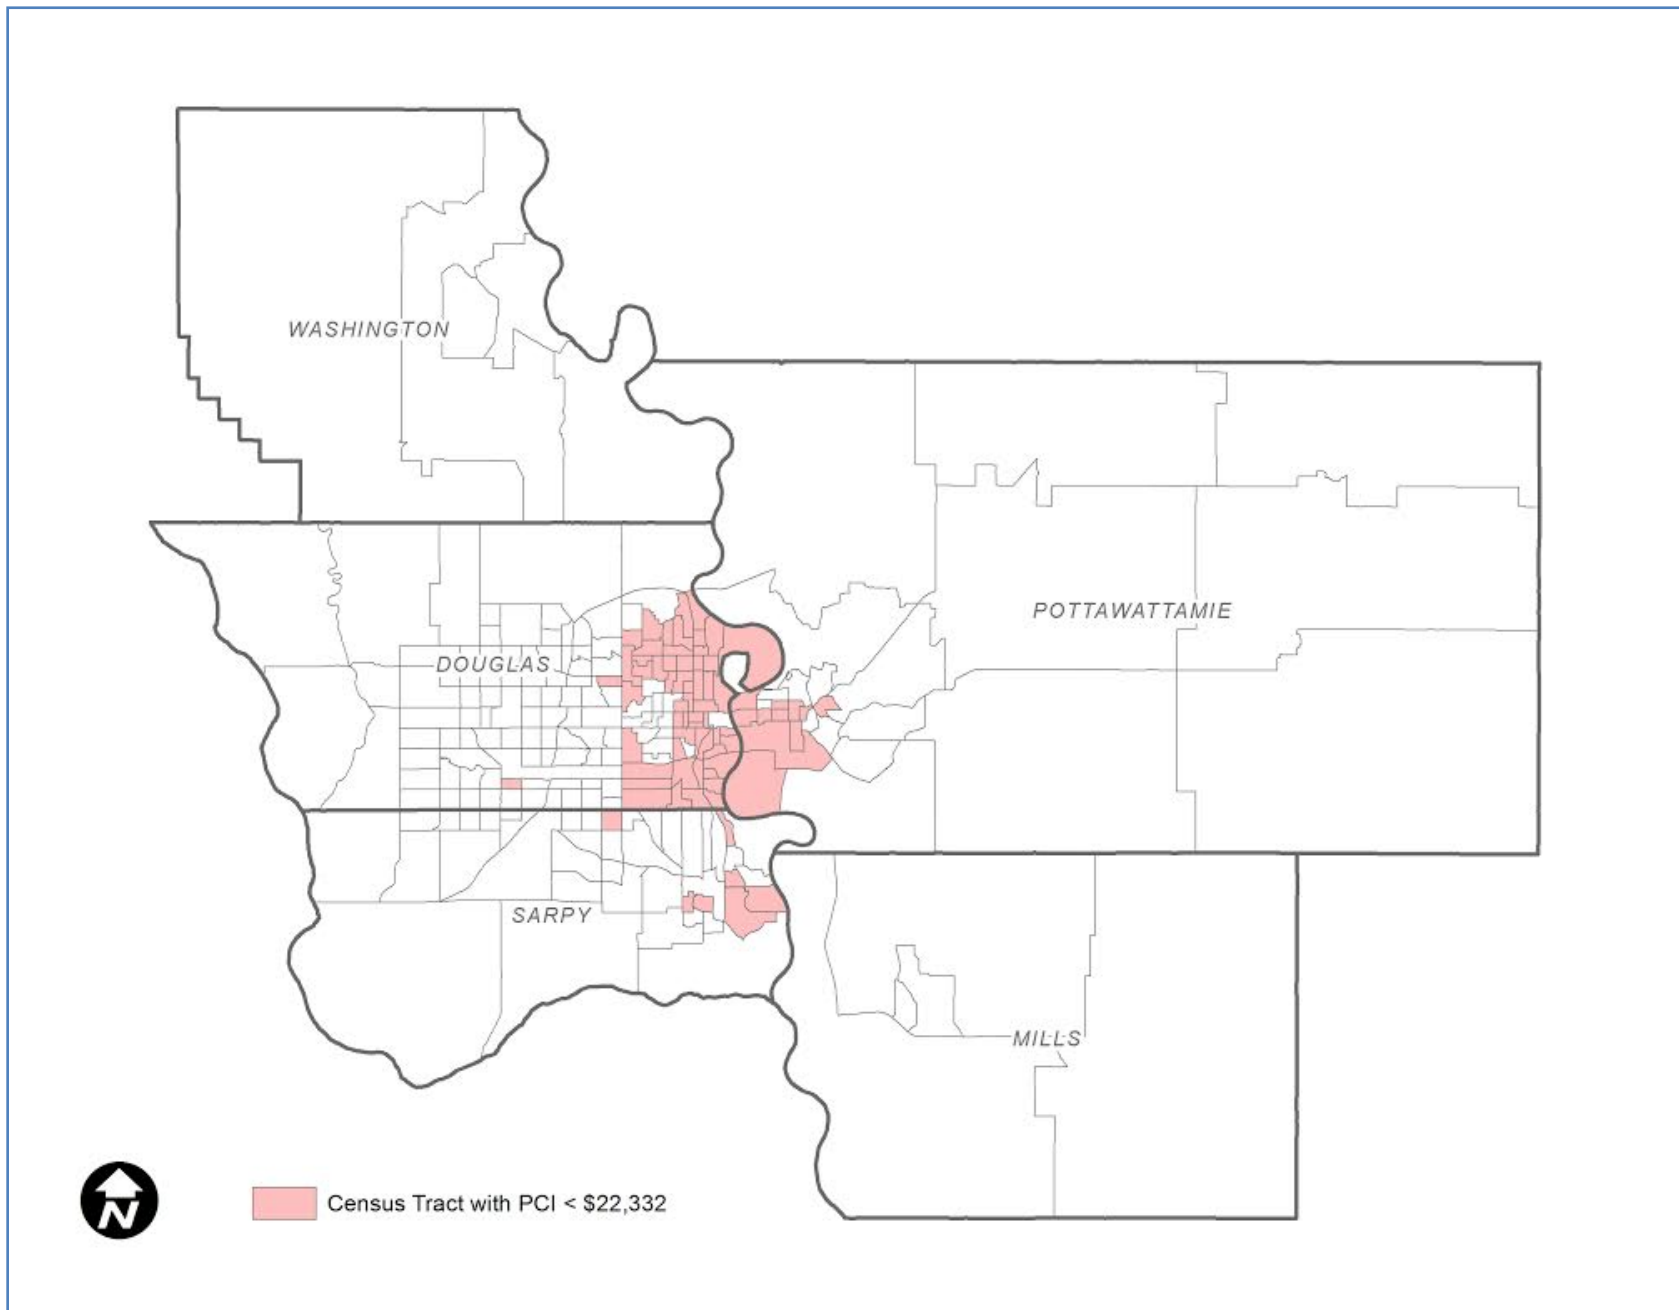 WASHINGTON
POTTAWATTAMIE
DOUGLAS
SARPY
MILLS
N
Census Tract with PCI < $22,332